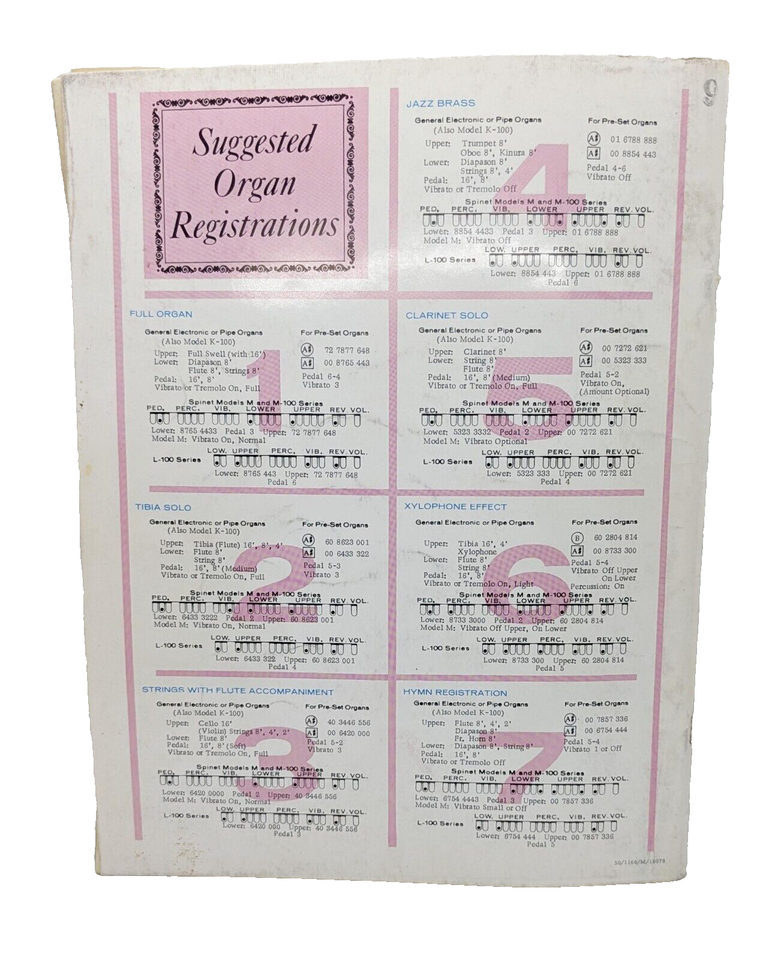 Suggested
Organ
Registrations
9
FULL ORGAN
General Electronic or Pipe Organs
(Also Model K-100)
Upper: Full Swell (with 16')
Lower: Diapason 8'
Flute 8', Strings 8'
Pedal: 16', 8'
Vibrato or Tremolo On, Full
For Pre-Set Organs
A# 72 7877 648
A# 00 8765 443
Pedal 6-4
Vibrato 3
1
Spinet Models M and M-100 Series
PED. PERC. VIB. LOWER UPPER REV. VOL.
Lower: 8765 4433 Pedal 3 Upper: 72 7877 648
Model M: Vibrato On, Normal
LOW. UPPER PERC. VIB. REV. VOL.
L-100 Series
Lower: 8765 443 Upper: 72 7877 648
Pedal 6
TIBIA SOLO
General Electronic or Pipe Organs
(Also Model K-100)
Upper: Tibia (Flute) 16', 8', 4'
Lower: Flute 8'
String 8'
Pedal: 16', 8' (Medium)
Vibrato or Tremolo On, Full
For Pre-Set Organs
A# 60 8623 001
A# 00 6433 322
Pedal 5-3
Vibrato 3
2
Spinet Models M and M-100 Series
PED. PERC. VIB. LOWER UPPER REV. VOL.
Lower: 6433 3222 Pedal 2 Upper: 60 8623 001
Model M: Vibrato On, Normal
LOW. UPPER PERC. VIB. REV. VOL.
L-100 Series
Lower: 6433 322 Upper: 60 8623 001
Pedal 4
STRINGS WITH FLUTE ACCOMPANIMENT
General Electronic or Pipe Organs
(Also Model K-100)
Upper: Cello 16'
(Violin) Strings 8', 4', 2'
Lower: Flute 8'
Pedal: 16', 8' (Soft)
Vibrato or Tremolo On, Full
For Pre-Set Organs
A# 40 3446 556
A# 00 6420 000
Pedal 5-2
Vibrato 3
3
Spinet Models M and M-100 Series
PED. PERC. VIB. LOWER UPPER REV. VOL.
Lower: 6420 0000 Pedal 2 Upper: 40 3446 556
Model M: Vibrato On, Normal
LOW. UPPER PERC. VIB. REV. VOL.
L-100 Series
Lower: 6420 000 Upper: 40 3446 556
Pedal 3
JAZZ BRASS
General Electronic or Pipe Organs
(Also Model K-100)
Upper: Trumpet 8'
Oboe 8', Kinura 8'
Lower: Diapason 8'
Strings 8', 4'
Pedal: 16', 8'
Vibrato or Tremolo Off
For Pre-Set Organs
A# 01 6788 888
A# 00 8854 443
Pedal 4-6
Vibrato Off
4
Spinet Models M and M-100 Series
PED. PERC. VIB. LOWER UPPER REV. VOL.
Lower: 8854 4433 Pedal 3 Upper: 01 6788 888
Model M: Vibrato Off
LOW. UPPER PERC. VIB. REV. VOL.
L-100 Series
Lower: 8854 443 Upper: 01 6788 888
Pedal 6
CLARINET SOLO
General Electronic or Pipe Organs
(Also Model K-100)
Upper: Clarinet 8'
Lower: String 8'
Flute 8'
Pedal: 16', 8' (Medium)
Vibrato or Tremolo On, Full
For Pre-Set Organs
A# 00 7272 621
A# 00 5323 333
Pedal 5-2
Vibrato On,
(Amount Optional)
5
Spinet Models M and M-100 Series
PED. PERC. VIB. LOWER UPPER REV. VOL.
Lower: 5323 3332 Pedal 2 Upper: 00 7272 621
Model M: Vibrato Optional
LOW. UPPER PERC. VIB. REV. VOL.
L-100 Series
Lower: 5323 333 Upper: 00 7272 621
Pedal 4
XYLOPHONE EFFECT
General Electronic or Pipe Organs
Upper: Tibia 16', 4'
Xylophone
Lower: Flute 8'
String 8'
Pedal: 16', 8'
Vibrato or Tremolo On, Light
For Pre-Set Organs
B 60 2804 814
A# 00 8733 300
Pedal 5-4
Vibrato Off Upper
On Lower
Percussion: On
6
Spinet Models M and M-100 Series
PED. PERC. VIB. LOWER UPPER REV. VOL.
Lower: 8733 3000 Pedal 2 Upper: 60 2804 814
Model M: Vibrato Off Upper, On Lower
LOW. UPPER PERC. VIB. REV. VOL.
L-100 Series
Lower: 8733 300 Upper: 60 2804 814
Pedal 5
HYMN REGISTRATION
General Electronic or Pipe Organs
(Also Model K-100)
Upper: Flute 8', 4', 2'
Diapason 8'
Fr. Horn 8'
Lower: Diapason 8', String 8'
Pedal: 16', 8'
Vibrato or Tremolo Off
For Pre-Set Organs
A# 00 7857 336
A# 00 6754 444
Pedal 5-4
Vibrato 1 or Off
7
Spinet Models M and M-100 Series
PED. PERC. VIB. LOWER UPPER REV. VOL.
Lower: 6754 4443 Pedal 3 Upper: 00 7857 336
Model M: Vibrato Small or Off
LOW. UPPER PERC. VIB. REV. VOL.
L-100 Series
Lower: 6754 444 Upper: 00 7857 336
Pedal 5